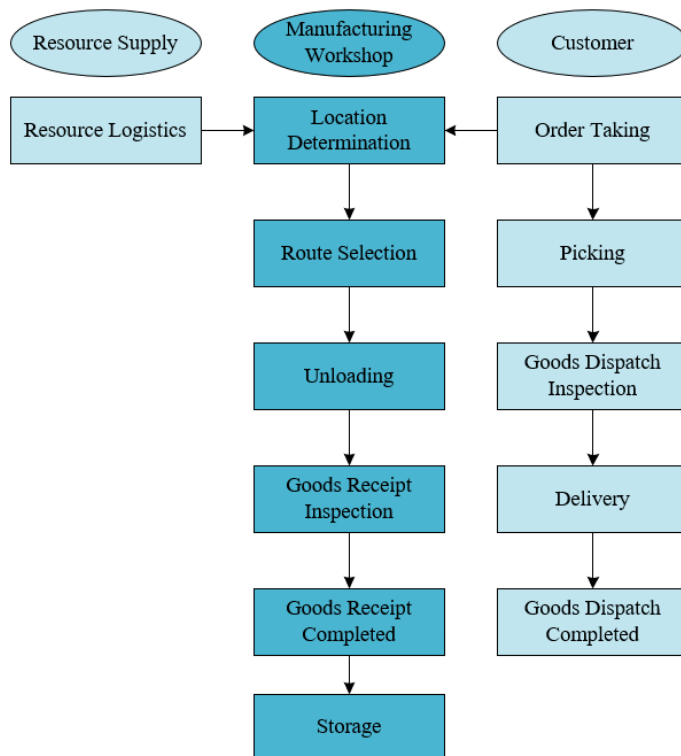 Resource Supply
Manufacturing
Workshop
Customer
Resource Logistics
Location
Determination
Order Taking
Route Selection
Picking
Unloading
Goods Dispatch
Inspection
Goods Receipt
Inspection
Delivery
Goods Receipt
Completed
Goods Dispatch
Completed
Storage